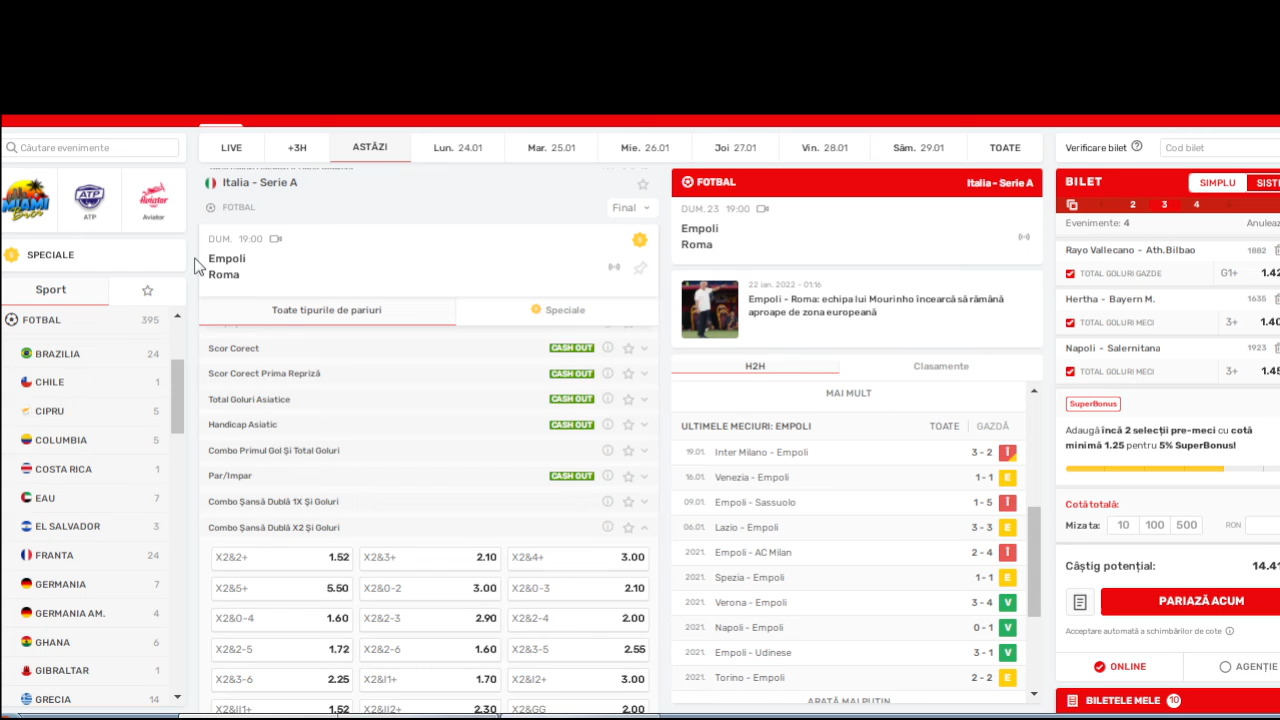 Căutare evenimente
LIVE
+3H
ASTĂZI
Lun. 24.01
Mar. 25.01
Mie. 26.01
Joi 27.01
Vin. 28.01
Sâm. 29.01
TOATE
Verificare bilet
Cod bilet
MIAMI
ATP
ATP
Aviator
Aviator
SPECIALE
Sport
FOTBAL 395
BRAZILIA 24
CHILE 1
CIPRU 5
COLUMBIA 5
COSTA RICA 1
EAU 7
EL SALVADOR 3
FRANTA 24
GERMANIA 7
GERMANIA AM. 4
GHANA 6
GIBRALTAR 1
GRECIA 14
Italia - Serie A
FOTBAL
Final
DUM. 19:00
Empoli
Roma
Toate tipurile de pariuri
Speciale
Scor Corect CASH OUT
Scor Corect Prima Repriză CASH OUT
Total Goluri Asiatice CASH OUT
Handicap Asiatic CASH OUT
Combo Primul Gol Și Total Goluri
Par/Impar CASH OUT
Combo Șansă Dublă 1X Și Goluri
Combo Șansă Dublă X2 Și Goluri
X2&2+ 1.52 X2&3+ 2.10 X2&4+ 3.00
X2&5+ 5.50 X2&0-2 3.00 X2&0-3 2.10
X2&0-4 1.60 X2&2-3 2.90 X2&2-4 2.00
X2&2-5 1.72 X2&2-6 1.60 X2&3-5 2.55
X2&3-6 2.25 X2&I1+ 1.70 X2&I2+ 3.00
X2&II1+ 1.52 X2&II2+ 2.30 X2&GG 2.00
FOTBAL Italia - Serie A
DUM. 23 19:00
Empoli
Roma
22 ian. 2022 - 01:16
Empoli - Roma: echipa lui Mourinho încearcă să rămână
aproape de zona europeană
H2H
Clasamente
MAI MULT
ULTIMELE MECIURI: EMPOLI TOATE GAZDĂ
19.01. Inter Milano - Empoli 3 - 2 Î
16.01. Venezia - Empoli 1 - 1 E
09.01. Empoli - Sassuolo 1 - 5 Î
06.01. Lazio - Empoli 3 - 3 E
2021. Empoli - AC Milan 2 - 4 Î
2021. Spezia - Empoli 1 - 1 E
2021. Verona - Empoli 3 - 4 V
2021. Napoli - Empoli 0 - 1 V
2021. Empoli - Udinese 3 - 1 V
2021. Torino - Empoli 2 - 2 E
ARATĂ MAI PUȚIN
BILET SIMPLU SISTE
2 3 4
Evenimente: 4 Anuleaz
Rayo Vallecano - Ath.Bilbao 1882
TOTAL GOLURI GAZDE G1+ 1.42
Hertha - Bayern M. 1635
TOTAL GOLURI MECI 3+ 1.40
Napoli - Salernitana 1923
TOTAL GOLURI MECI 3+ 1.45
SuperBonus
Adaugă încă 2 selecții pre-meci cu cotă
minimă 1.25 pentru 5% SuperBonus!
Cotă totală:
Miza ta: 10 100 500 RON
Câștig potențial: 14.41
PARIAZĂ ACUM
Acceptare automată a schimbărilor de cote
ONLINE
AGENȚIE
BILETELE MELE 10